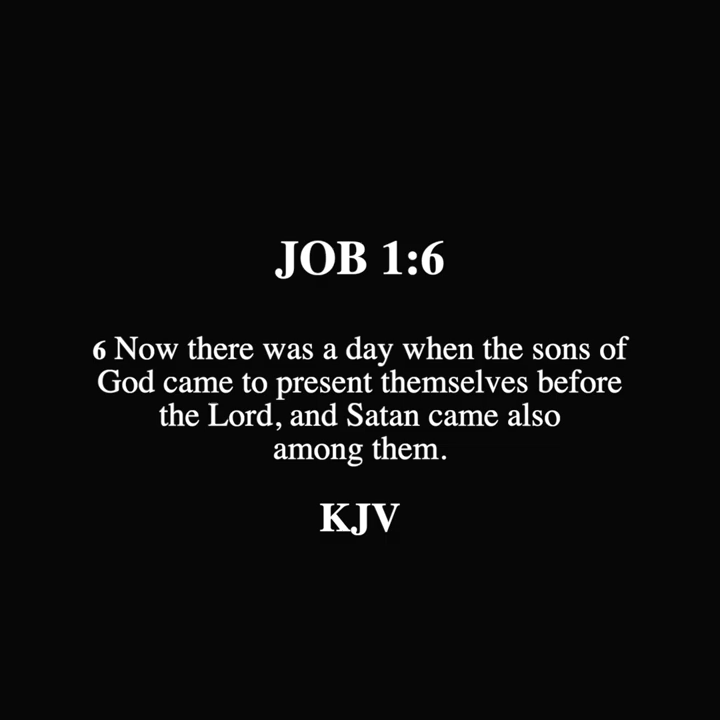 JOB 1:6
6 Now there was a day when the sons of
God came to present themselves before
the Lord, and Satan came also
among them.
KJV